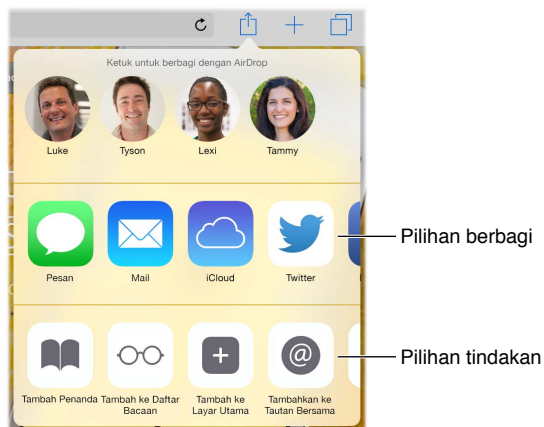 Ketuk untuk berbagi dengan AirDrop
Luke Tyson Lexi Tammy
Pilihan berbagi
Pesan Mail iCloud Twitter
Pilihan tindakan
Tambah Penanda Tambah ke Daftar Bacaan Tambah ke Layar Utama Tambahkan ke Tautan Bersama